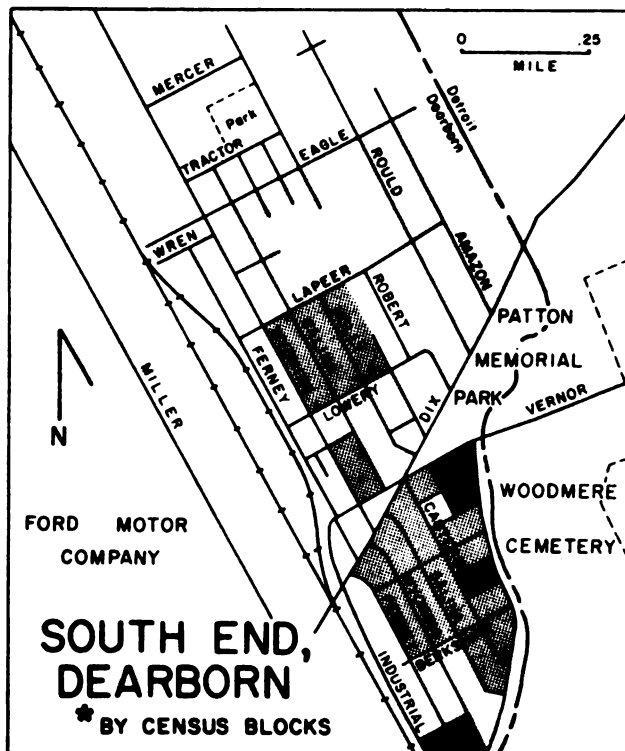 0 .25
MILE
MERCER
Park
TRACTOR
EAGLE
Detroit
Dearborn
ROULD
WREN
AMAZON
LAPEER
ROBERT
PATTON
MEMORIAL
PARK
FERNEY
MILLER
LOWERY
DIX
VERNOR
N
WOODMERE
CEMETERY
FORD MOTOR
COMPANY
SOUTH END,
DEARBORN
* BY CENSUS BLOCKS
INDUSTRIAL